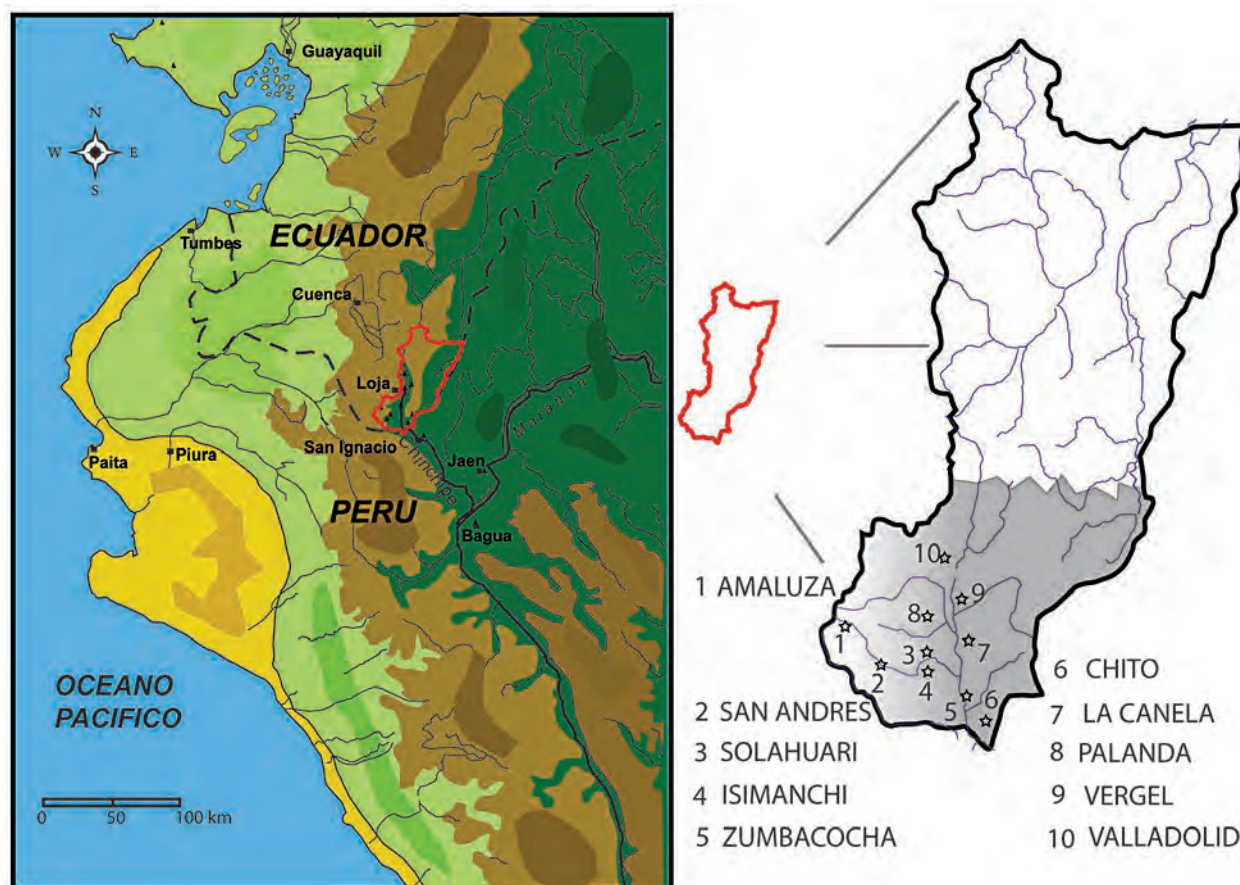 Guayaquil
N
W E
S
Tumbes
ECUADOR
Cuenca
Loja
Marañon
San Ignacio
Chinchipe
Jaen
Paita
Piura
PERU
Bagua
OCEANO
PACIFICO
0 50 100 km
10
9
8
1
7
3
2
4
5
6
1 AMALUZA
2 SAN ANDRES
3 SOLAHUARI
4 ISIMANCHI
5 ZUMBACOCHA
6 CHITO
7 LA CANELA
8 PALANDA
9 VERGEL
10 VALLADOLID